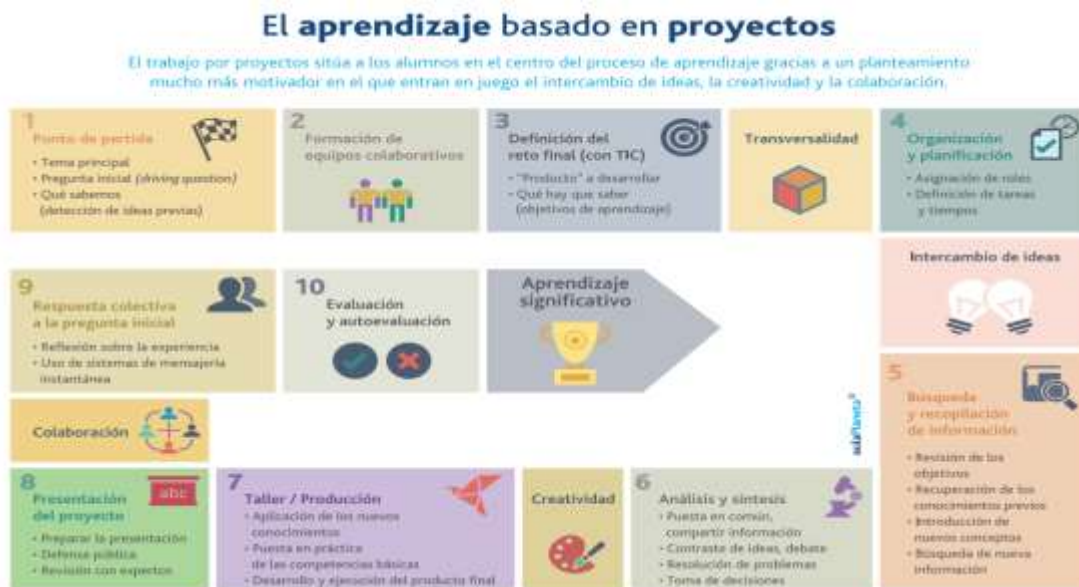 El aprendizaje basado en proyectos
El trabajo por proyectos sitúa a los alumnos en el centro del proceso de aprendizaje gracias a un planteamiento
mucho más motivador en el que entran en juego el intercambio de ideas, la creatividad y la colaboración.
1
Punto de partida
• Tema principal
• Pregunta inicial (driving question)
• Qué sabemos
(detección de ideas previas)
2
Formación de
equipos colaborativos
3
Definición del
reto final (con TIC)
• "Producto" a desarrollar
• Qué hay que saber
(objetivos de aprendizaje)
Transversalidad
4
Organización
y planificación
• Asignación de roles
• Definición de tareas
y tiempos
Intercambio de ideas
5
Búsqueda
y recopilación
de información
• Revisión de los
objetivos
• Recuperación de los
conocimientos previos
• Introducción de
nuevos conceptos
• Búsqueda de nueva
información
6
Análisis y síntesis
• Puesta en común,
compartir información
• Contraste de ideas, debate
• Resolución de problemas
• Toma de decisiones
Creatividad
7
Taller / Producción
• Aplicación de los nuevos
conocimientos
• Puesta en práctica
de las competencias básicas
• Desarrollo y ejecución del producto final
8
Presentación
del proyecto
abc
• Preparar la presentación
• Defensa pública
• Revisión con expertos
Colaboración
9
Respuesta colectiva
a la pregunta inicial
• Reflexión sobre la experiencia
• Uso de sistemas de mensajería
instantánea
10
Evaluación
y autoevaluación
Aprendizaje
significativo
aulaPlaneta